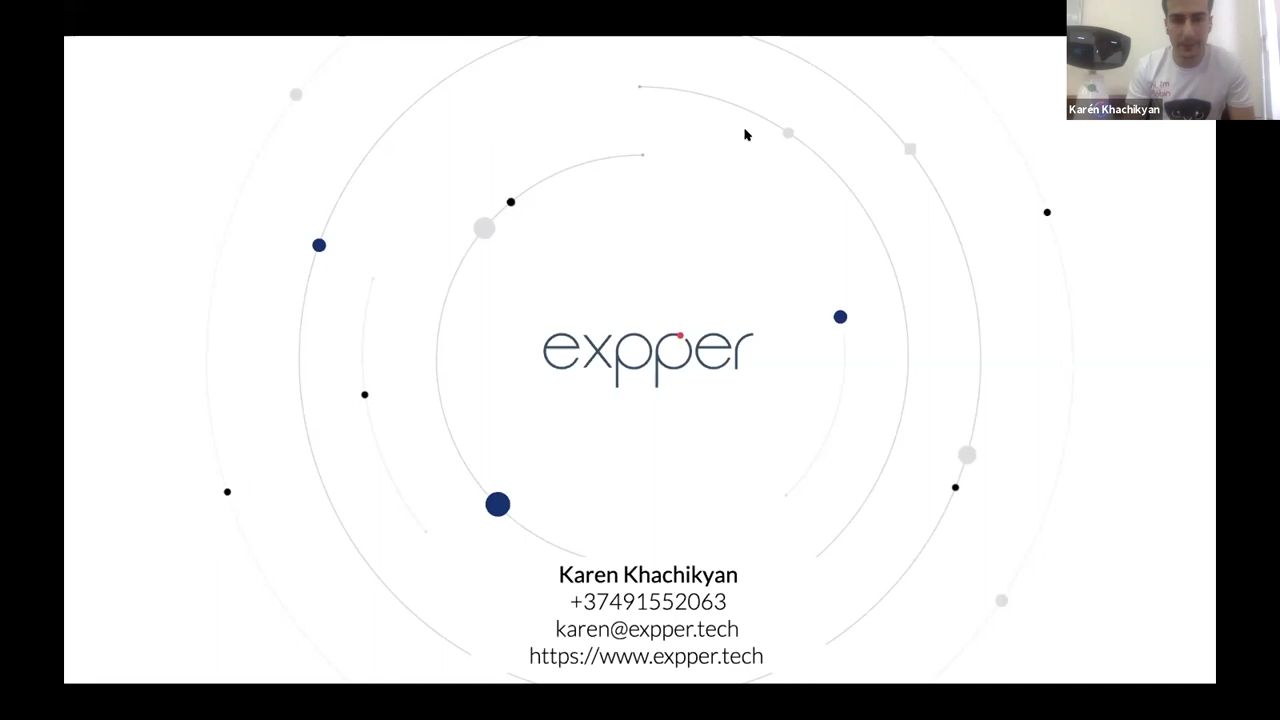 Karén Khachikyan
expper
Karen Khachikyan
+37491552063
karen@expper.tech
https://www.expper.tech